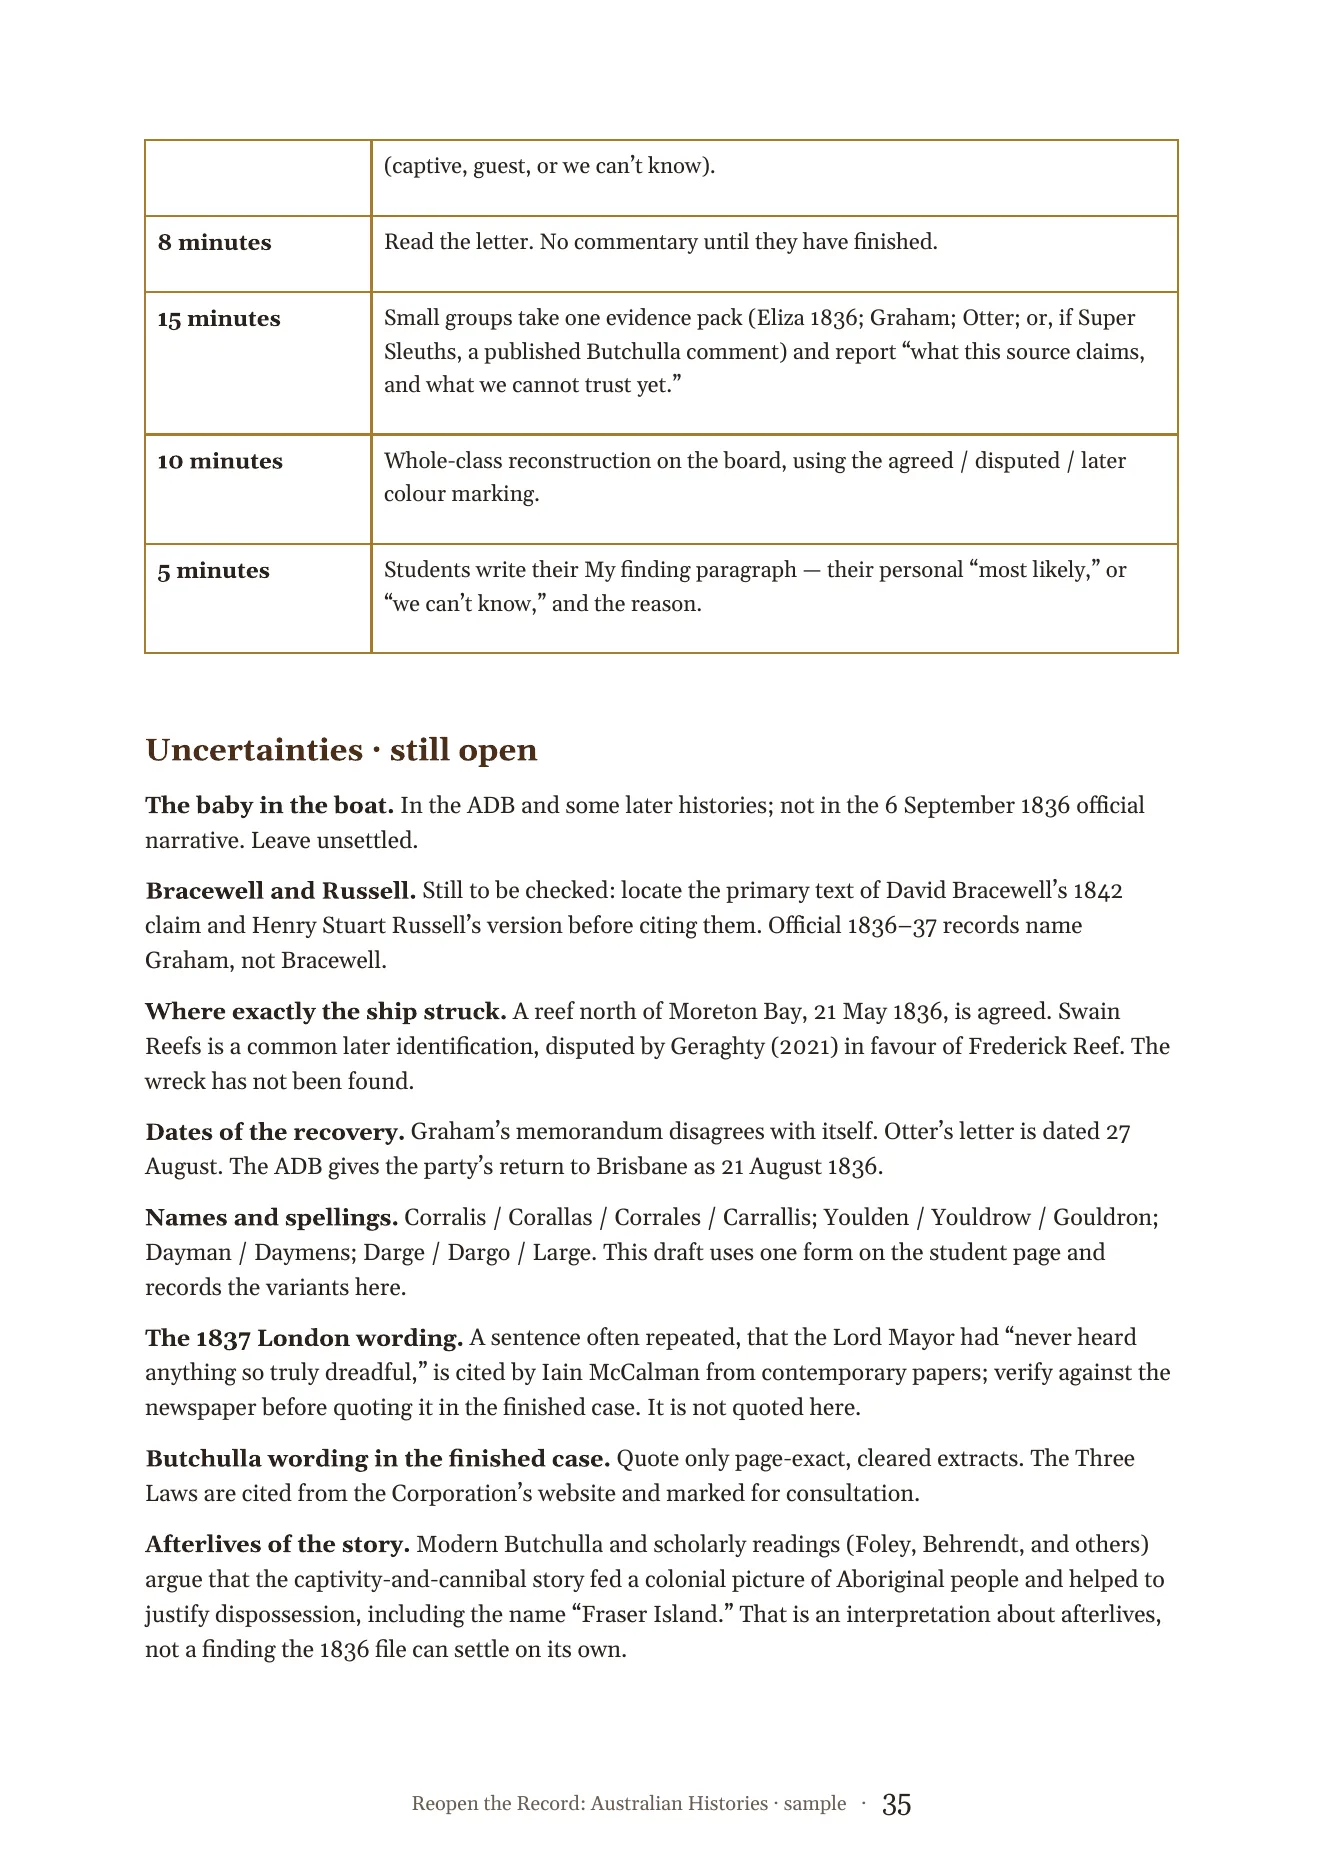 (captive, guest, or we can’t know).
8 minutes
Read the letter. No commentary until they have finished.
15 minutes
Small groups take one evidence pack (Eliza 1836; Graham; Otter; or, if Super
Sleuths, a published Butchulla comment) and report “what this source claims,
and what we cannot trust yet.”
10 minutes
Whole-class reconstruction on the board, using the agreed / disputed / later
colour marking.
5 minutes
Students write their My finding paragraph — their personal “most likely,” or
“we can’t know,” and the reason.
Uncertainties · still open
The baby in the boat. In the ADB and some later histories; not in the 6 September 1836 official
narrative. Leave unsettled.
Bracewell and Russell. Still to be checked: locate the primary text of David Bracewell’s 1842
claim and Henry Stuart Russell’s version before citing them. Official 1836–37 records name
Graham, not Bracewell.
Where exactly the ship struck. A reef north of Moreton Bay, 21 May 1836, is agreed. Swain
Reefs is a common later identification, disputed by Geraghty (2021) in favour of Frederick Reef. The
wreck has not been found.
Dates of the recovery. Graham’s memorandum disagrees with itself. Otter’s letter is dated 27
August. The ADB gives the party’s return to Brisbane as 21 August 1836.
Names and spellings. Corralis / Corallas / Corrales / Carrallis; Youlden / Youldrow / Gouldron;
Dayman / Daymens; Darge / Dargo / Large. This draft uses one form on the student page and
records the variants here.
The 1837 London wording. A sentence often repeated, that the Lord Mayor had “never heard
anything so truly dreadful,” is cited by Iain McCalman from contemporary papers; verify against the
newspaper before quoting it in the finished case. It is not quoted here.
Butchulla wording in the finished case. Quote only page-exact, cleared extracts. The Three
Laws are cited from the Corporation’s website and marked for consultation.
Afterlives of the story. Modern Butchulla and scholarly readings (Foley, Behrendt, and others)
argue that the captivity-and-cannibal story fed a colonial picture of Aboriginal people and helped to
justify dispossession, including the name “Fraser Island.” That is an interpretation about afterlives,
not a finding the 1836 file can settle on its own.
Reopen the Record: Australian Histories · sample · 35